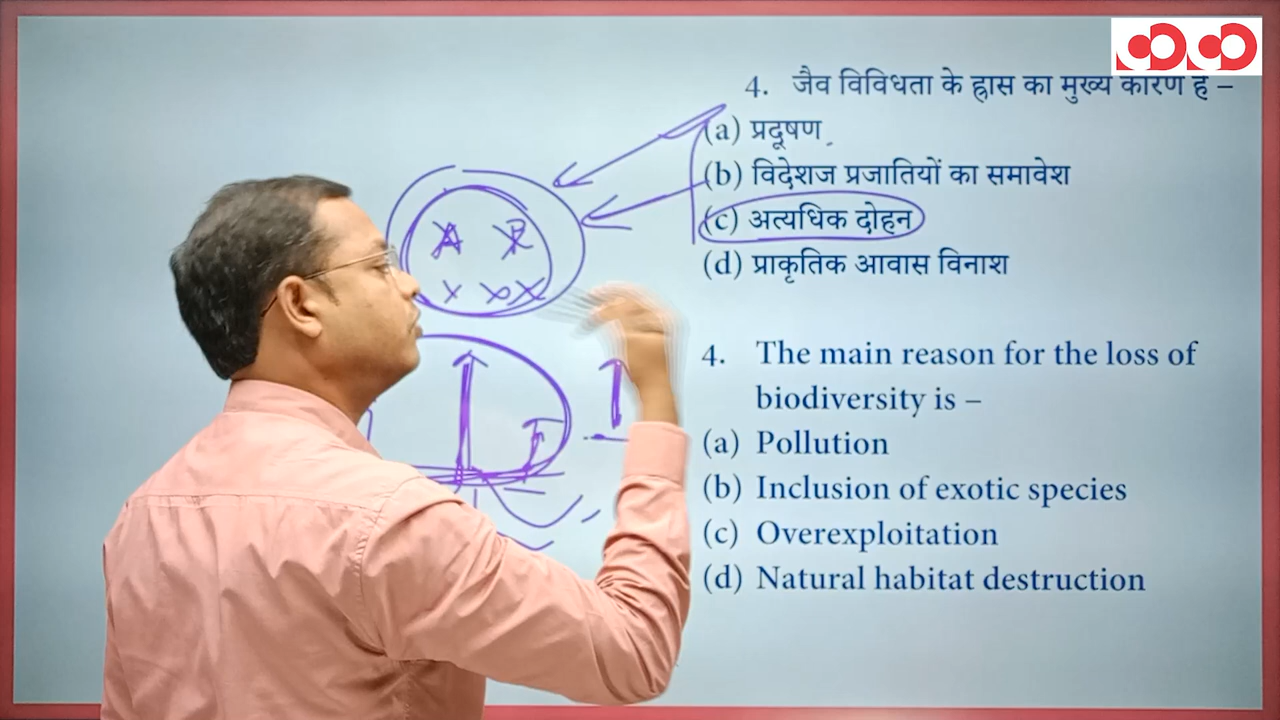 4. जैव विविधता के ह्रास का मुख्य कारण है –
(a) प्रदूषण
(b) विदेशज प्रजातियों का समावेश
(c) अत्यधिक दोहन
(d) प्राकृतिक आवास विनाश
4. The main reason for the loss of
biodiversity is –
(a) Pollution
(b) Inclusion of exotic species
(c) Overexploitation
(d) Natural habitat destruction